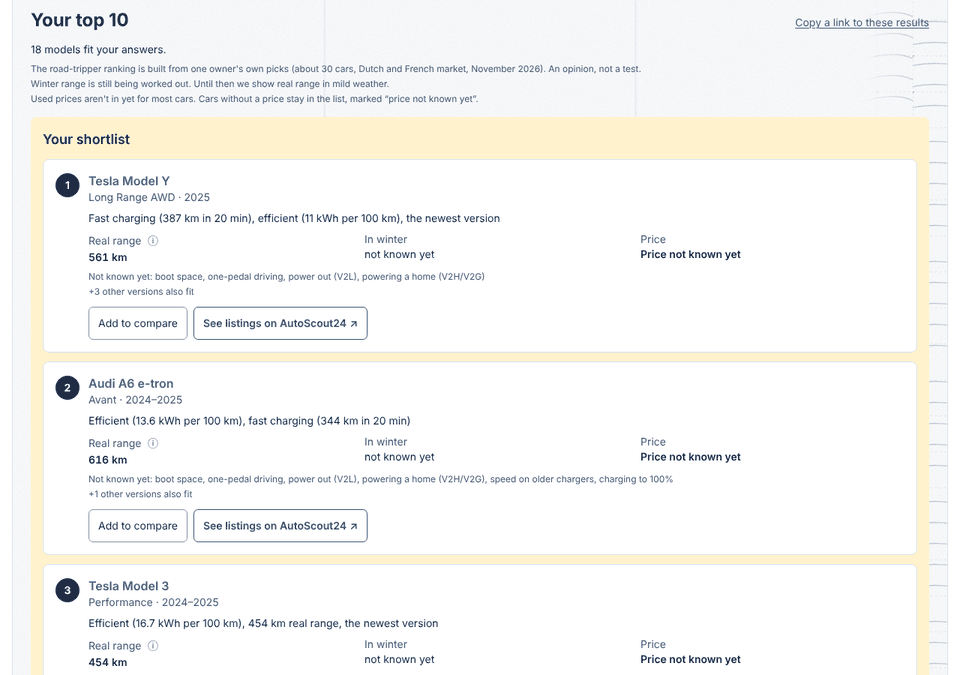 Your top 10
Copy a link to these results
18 models fit your answers.
The road-tripper ranking is built from one owner's own picks (about 30 cars, Dutch and French market, November 2026). An opinion, not a test.
Winter range is still being worked out. Until then we show real range in mild weather.
Used prices aren't in yet for most cars. Cars without a price stay in the list, marked “price not known yet”.
Your shortlist
1
Tesla Model Y
Long Range AWD · 2025
Fast charging (387 km in 20 min), efficient (11 kWh per 100 km), the newest version
Real range ⓘ
In winter
Price
561 km
not known yet
Price not known yet
Not known yet: boot space, one-pedal driving, power out (V2L), powering a home (V2H/V2G)
+3 other versions also fit
Add to compare
See listings on AutoScout24 ↗
2
Audi A6 e-tron
Avant · 2024–2025
Efficient (13.6 kWh per 100 km), fast charging (344 km in 20 min)
Real range ⓘ
In winter
Price
616 km
not known yet
Price not known yet
Not known yet: boot space, one-pedal driving, power out (V2L), powering a home (V2H/V2G), speed on older chargers, charging to 100%
+1 other versions also fit
Add to compare
See listings on AutoScout24 ↗
3
Tesla Model 3
Performance · 2024–2025
Efficient (16.7 kWh per 100 km), 454 km real range, the newest version
Real range ⓘ
In winter
Price
454 km
not known yet
Price not known yet